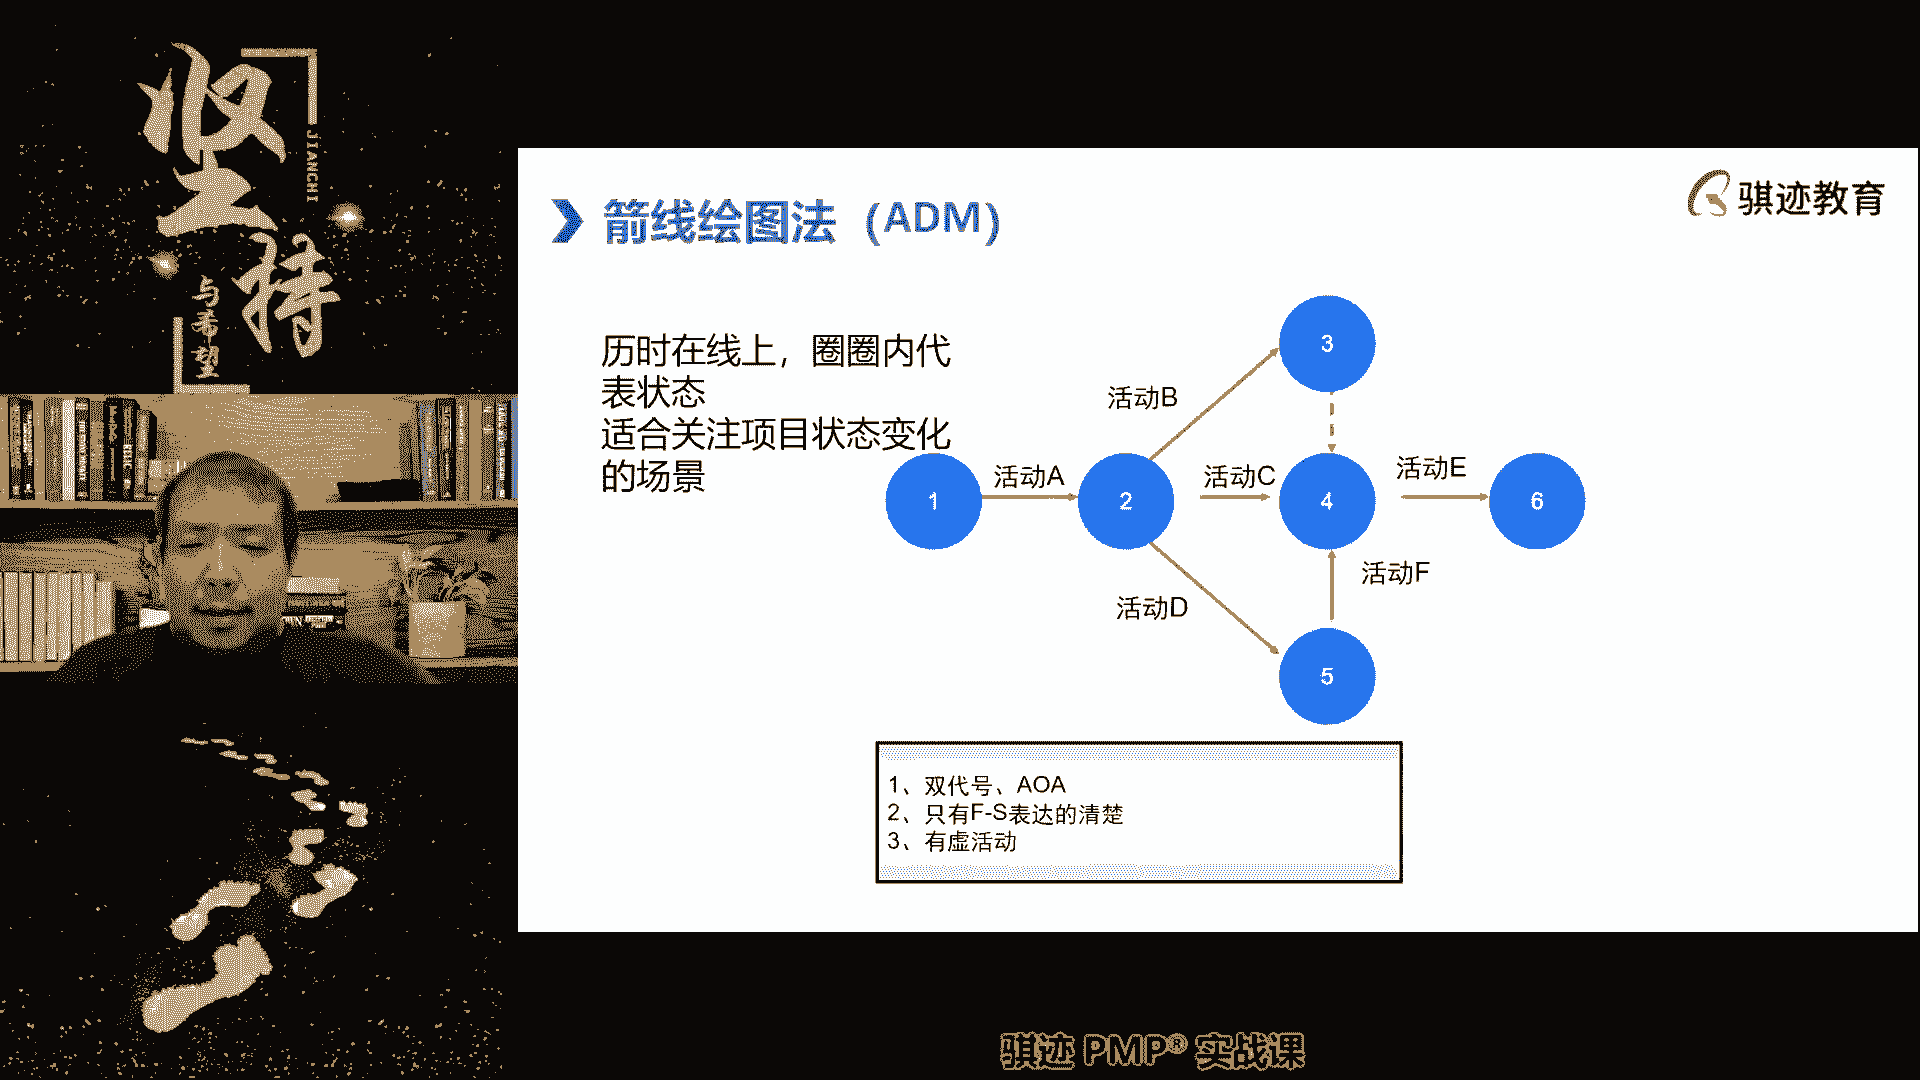 坚持
JIANCHI
与希望
骐迹教育
箭线绘图法（ADM）
历时在线上，圈圈内代
表状态
适合关注项目状态变化
的场景
3
活动B
活动A
活动C
活动E
1
2
4
6
活动F
活动D
5
1、双代号、AOA
2、只有F-S表达的清楚
3、有虚活动
骐迹 PMP® 实战课